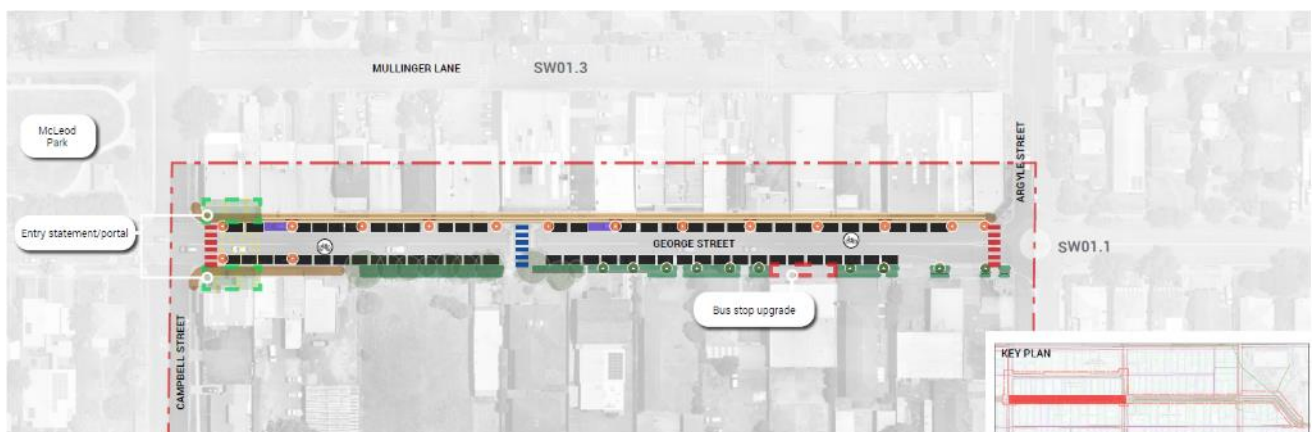 MULLINGER LANE
SW01.3
McLeod
Park
ARGYLE STREET
Entry statement/portal
GEORGE STREET
SW01.1
Bus stop upgrade
CAMPBELL STREET
KEY PLAN